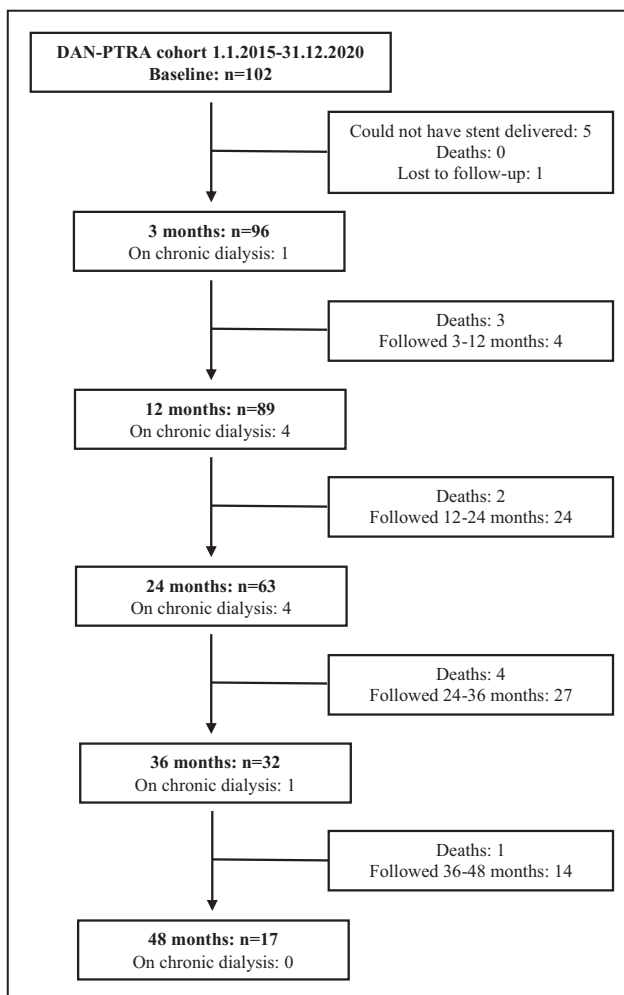 DAN-PTRA cohort 1.1.2015-31.12.2020
Baseline: n=102
Could not have stent delivered: 5
Deaths: 0
Lost to follow-up: 1
3 months: n=96
On chronic dialysis: 1
Deaths: 3
Followed 3-12 months: 4
12 months: n=89
On chronic dialysis: 4
Deaths: 2
Followed 12-24 months: 24
24 months: n=63
On chronic dialysis: 4
Deaths: 4
Followed 24-36 months: 27
36 months: n=32
On chronic dialysis: 1
Deaths: 1
Followed 36-48 months: 14
48 months: n=17
On chronic dialysis: 0